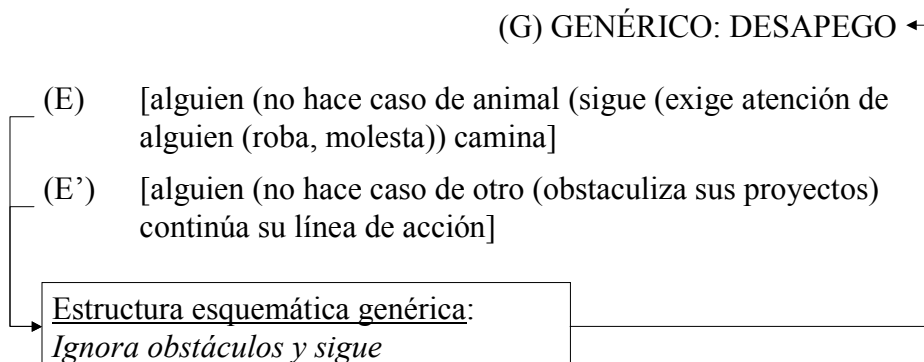 (G) GENÉRICO: DESAPEGO
(E) [alguien (no hace caso de animal (sigue (exige atención de
alguien (roba, molesta)) camina]
(E’) [alguien (no hace caso de otro (obstaculiza sus proyectos)
continúa su línea de acción]
Estructura esquemática genérica:
Ignora obstáculos y sigue